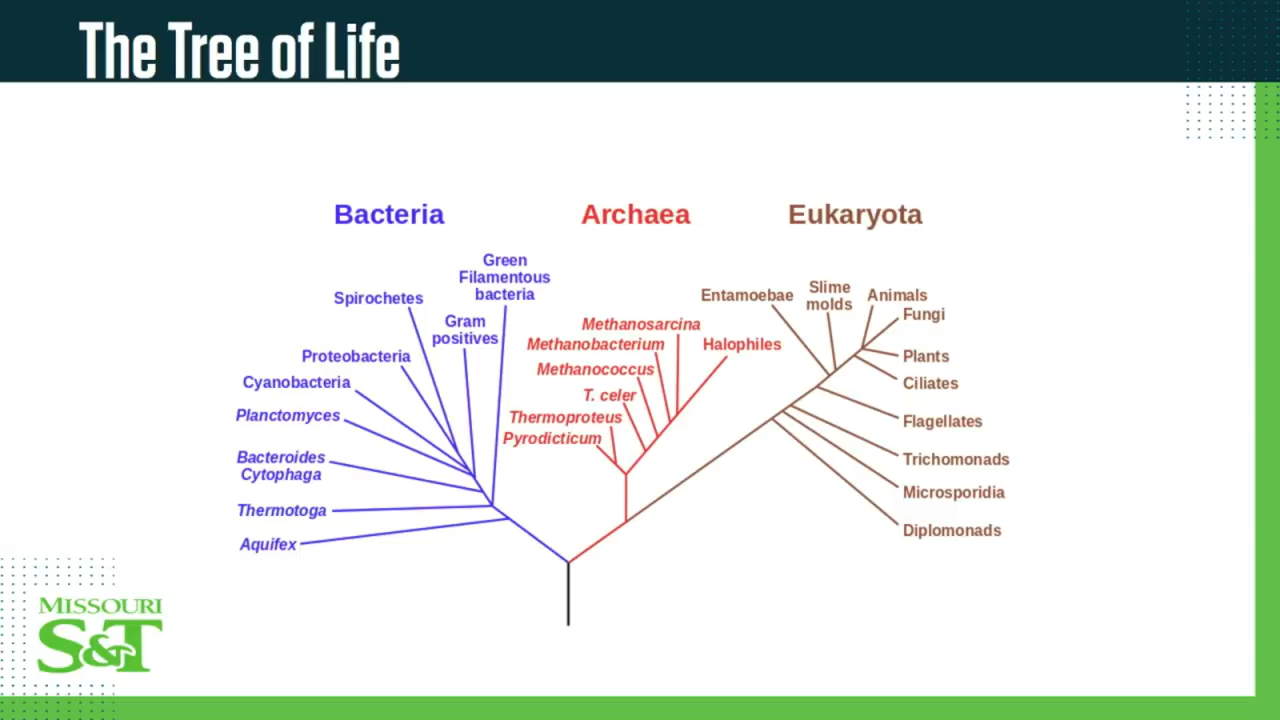 The Tree of Life
Bacteria
Archaea
Eukaryota
Green
Filamentous
bacteria
Spirochetes
Gram
positives
Proteobacteria
Cyanobacteria
Planctomyces
Bacteroides
Cytophaga
Thermotoga
Aquifex
Methanosarcina
Methanobacterium
Halophiles
Methanococcus
T. celer
Thermoproteus
Pyrodicticum
Entamoebae
Slime
molds
Animals
Fungi
Plants
Ciliates
Flagellates
Trichomonads
Microsporidia
Diplomonads
MISSOURI
S&T